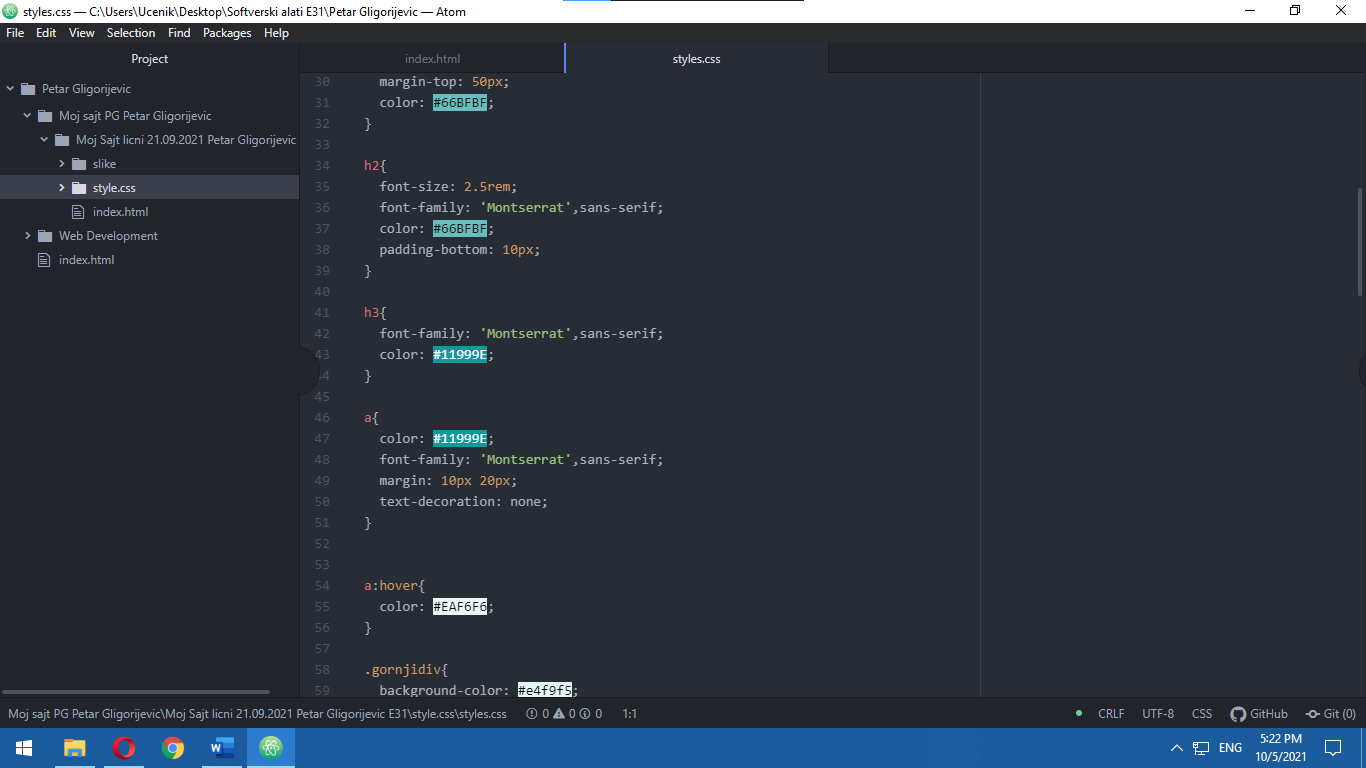 styles.css — C:\Users\Ucenik\Desktop\Softverski alati E31\Petar Gligorijevic — Atom
File Edit View Selection Find Packages Help
Project
Petar Gligorijevic
Moj sajt PG Petar Gligorijevic
Moj Sajt licni 21.09.2021 Petar Gligorijevic
slike
style.css
index.html
Web Development
index.html
index.html
styles.css
30 margin-top: 50px;
31 color: #66BFBF;
32 }
33
34 h2{
35 font-size: 2.5rem;
36 font-family: 'Montserrat',sans-serif;
37 color: #66BFBF;
38 padding-bottom: 10px;
39 }
40
41 h3{
42 font-family: 'Montserrat',sans-serif;
43 color: #11999E;
44 }
45
46 a{
47 color: #11999E;
48 font-family: 'Montserrat',sans-serif;
49 margin: 10px 20px;
50 text-decoration: none;
51 }
52
53
54 a:hover{
55 color: #EAF6F6;
56 }
57
58 .gornjidiv{
59 background-color: #e4f9f5;
Moj sajt PG Petar Gligorijevic\Moj Sajt licni 21.09.2021 Petar Gligorijevic E31\style.css\styles.css 0 0 0 1:1 CRLF UTF-8 CSS GitHub Git (0)
ENG
5:22 PM
10/5/2021